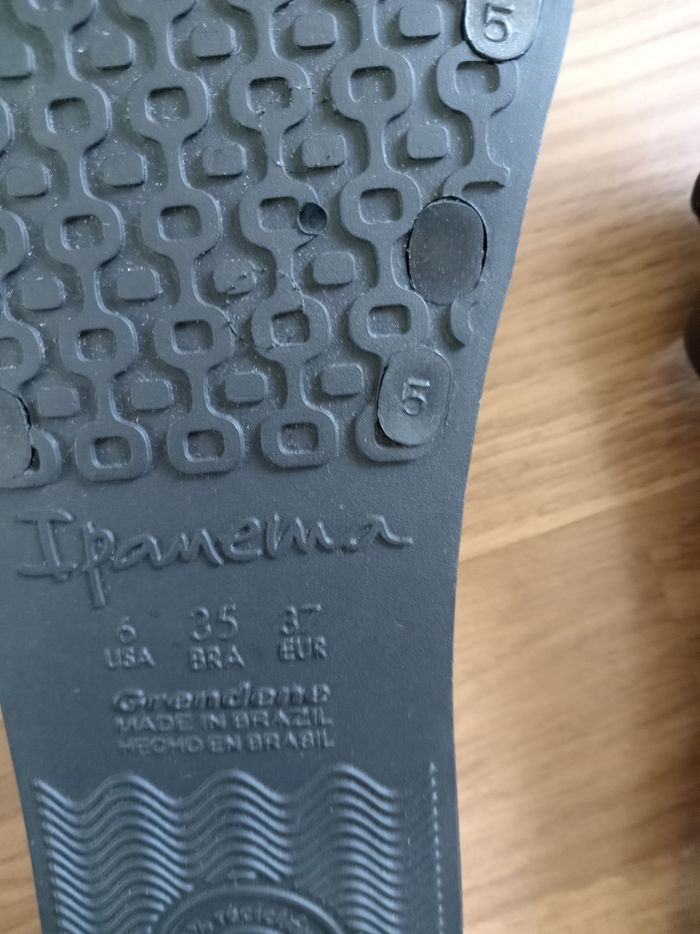 5
5
Ipanema
6 35 37
USA BRA EUR
Grendene
MADE IN BRAZIL
HECHO EN BRASIL